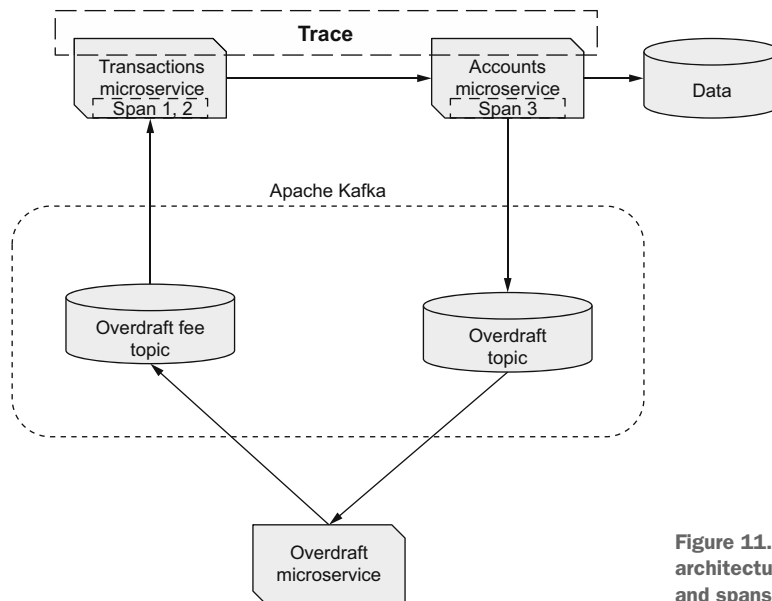 Trace
Transactions
microservice
Span 1, 2
Accounts
microservice
Span 3
Data
Apache Kafka
Overdraft fee
topic
Overdraft
topic
Overdraft
microservice
Figure 11.
architectu
and spans